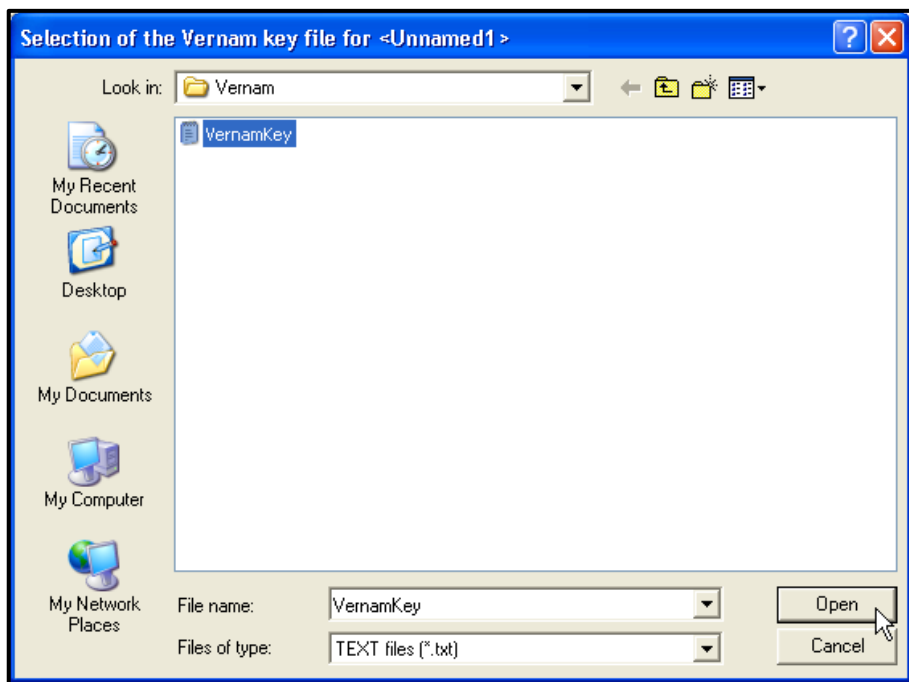 Selection of the Vernam key file for <Unnamed1>
Look in: Vernam
VernamKey
My Recent
Documents
Desktop
My Documents
My Computer
My Network
Places
File name: VernamKey Open
Files of type: TEXT files (*.txt) Cancel